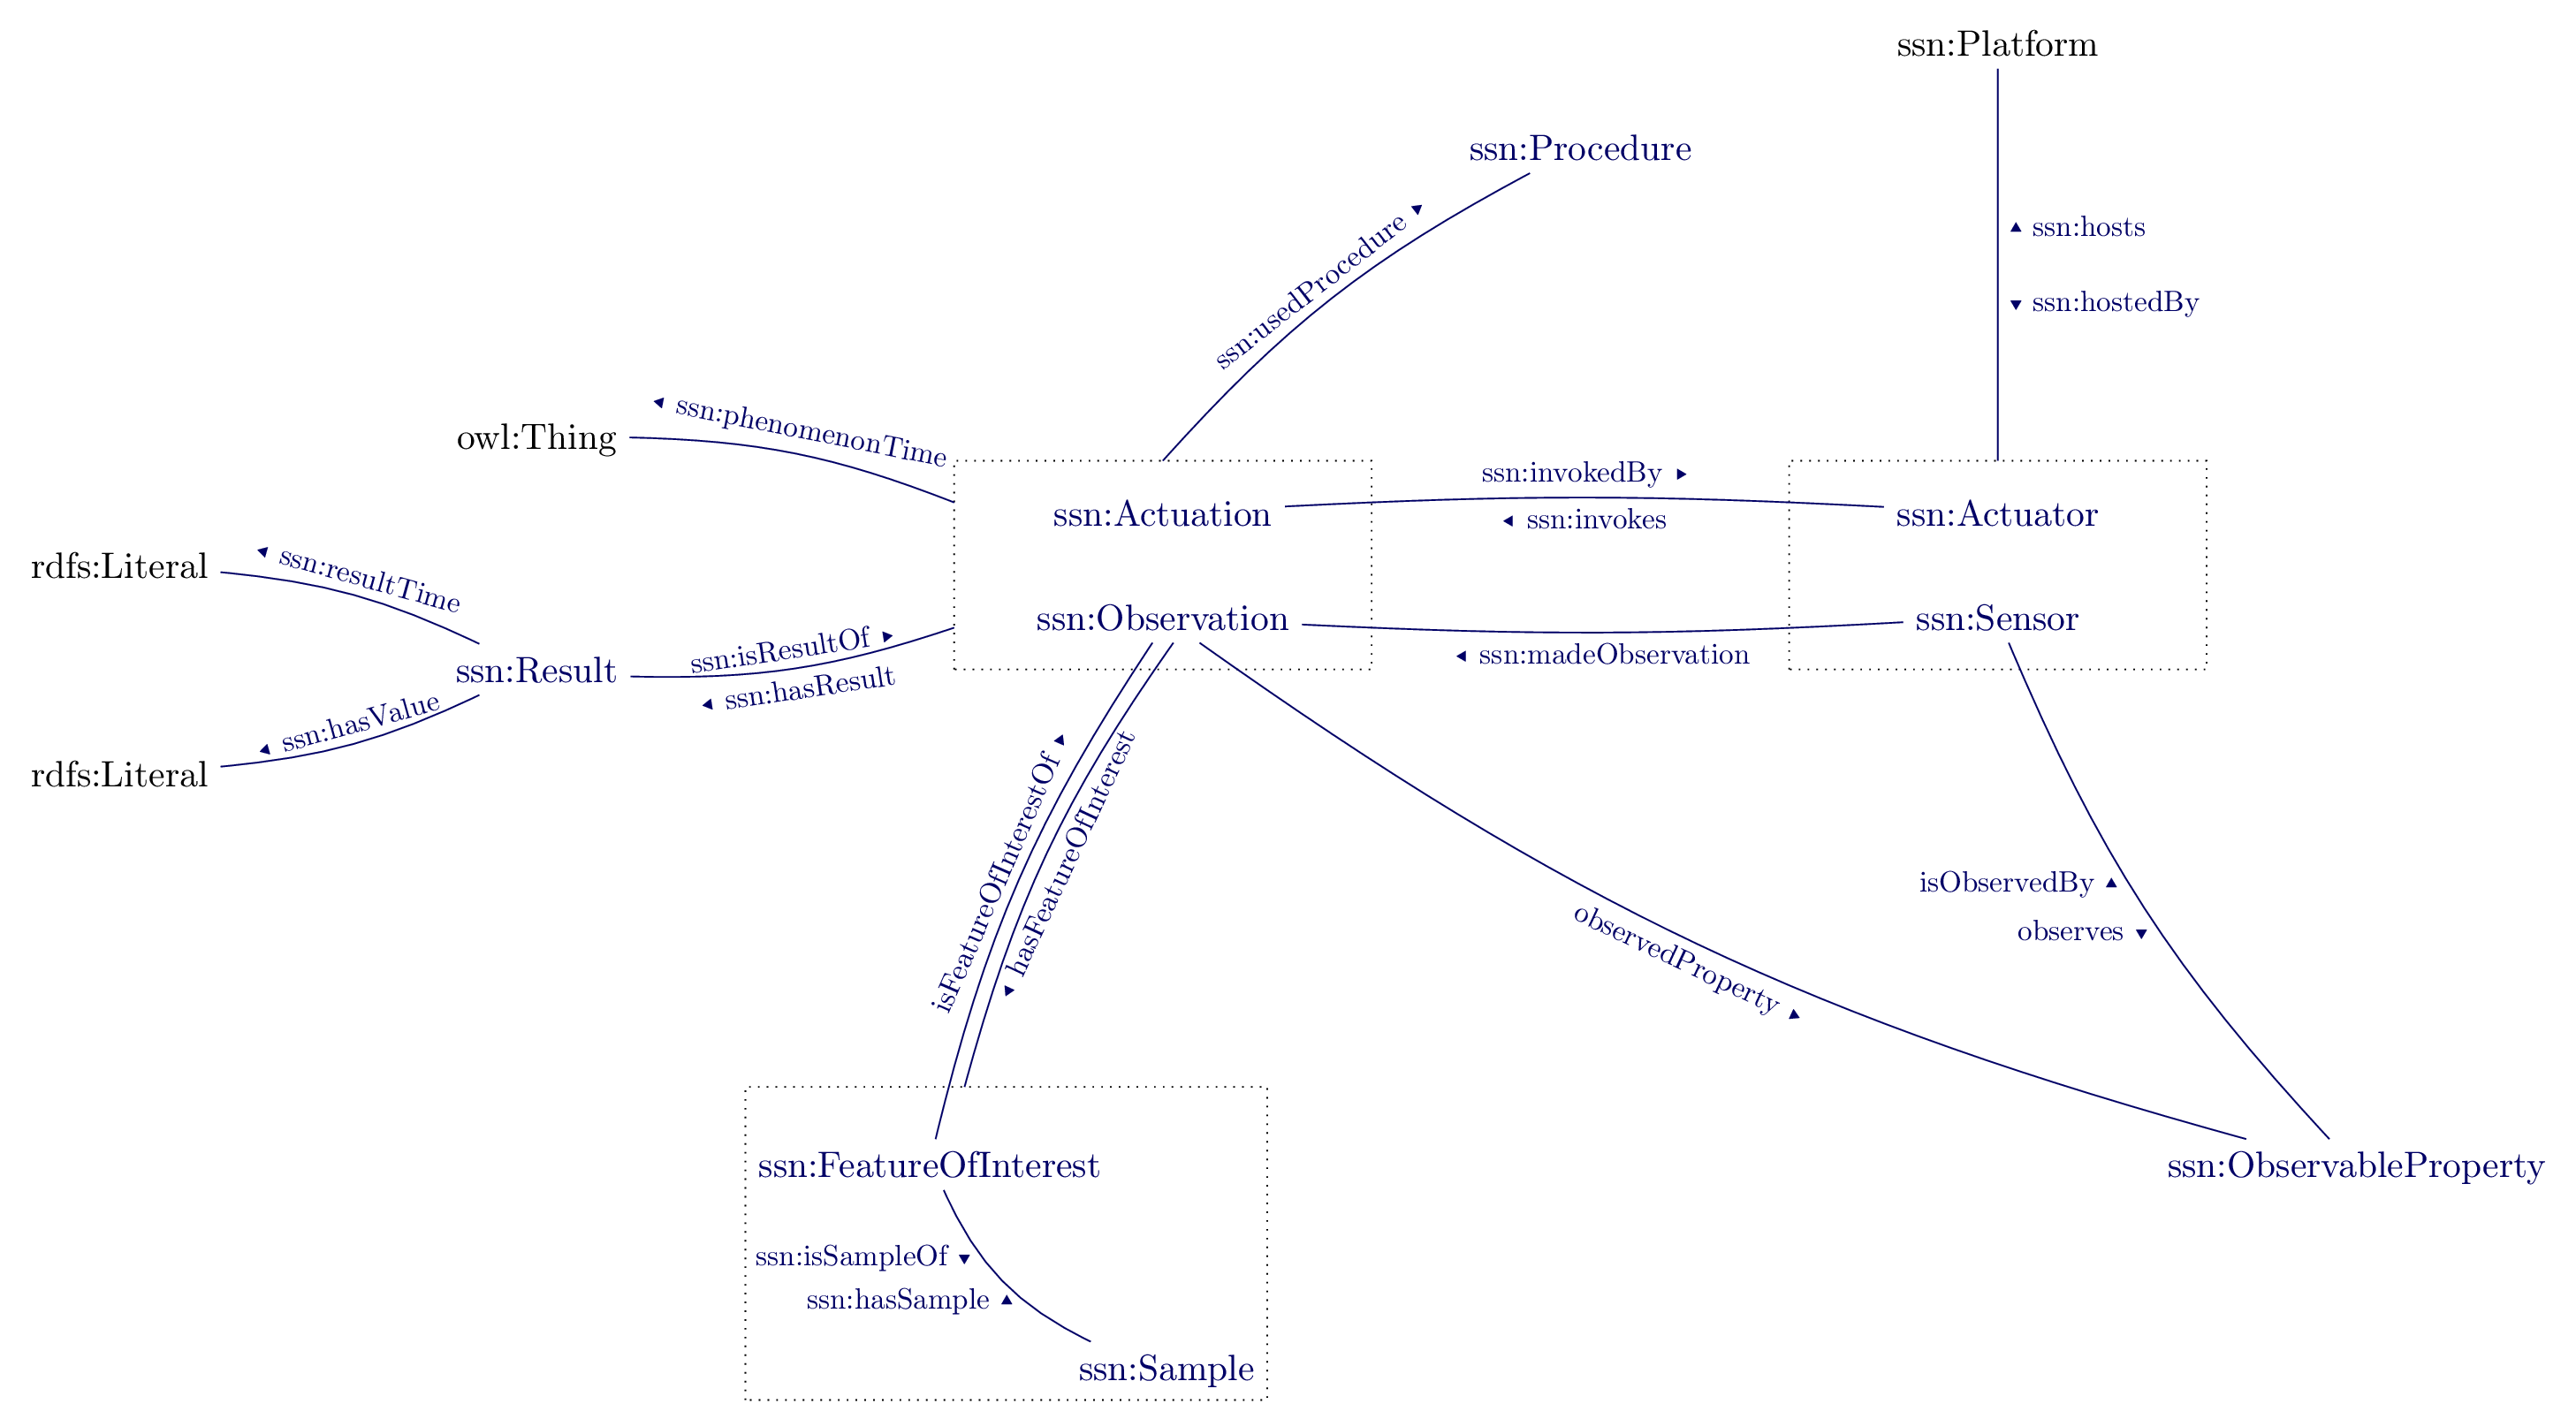 ssn:Platform
ssn:Procedure
ssn:hosts
ssn:usedProcedure
ssn:hostedBy
ssn:phenomenonTime
owl:Thing
ssn:invokedBy
ssn:Actuation
ssn:invokes
ssn:Actuator
ssn:resultTime
rdfs:Literal
ssn:Observation
ssn:Sensor
ssn:isResultOf
ssn:madeObservation
ssn:Result
ssn:hasResult
ssn:hasValue
rdfs:Literal
isFeatureOfInterestOf
hasFeatureOfInterest
isObservedBy
observes
observedProperty
ssn:FeatureOfInterest
ssn:ObservableProperty
ssn:isSampleOf
ssn:hasSample
ssn:Sample